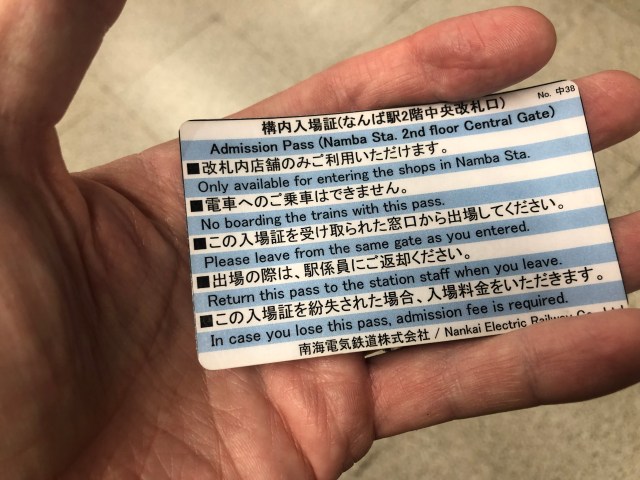 No. 中38
構内入場証(なんば駅2階中央改札口)
Admission Pass (Namba Sta. 2nd floor Central Gate)
■改札内店舗のみご利用いただけます。
Only available for entering the shops in Namba Sta.
■電車へのご乗車はできません。
No boarding the trains with this pass.
■この入場証を受け取られた窓口から出場してください。
Please leave from the same gate as you entered.
■出場の際は、駅係員にご返却ください。
Return this pass to the station staff when you leave.
■この入場証を紛失された場合、入場料金をいただきます。
In case you lose this pass, admission fee is required.
南海電気鉄道株式会社 / Nankai Electric Railway Co., Ltd.